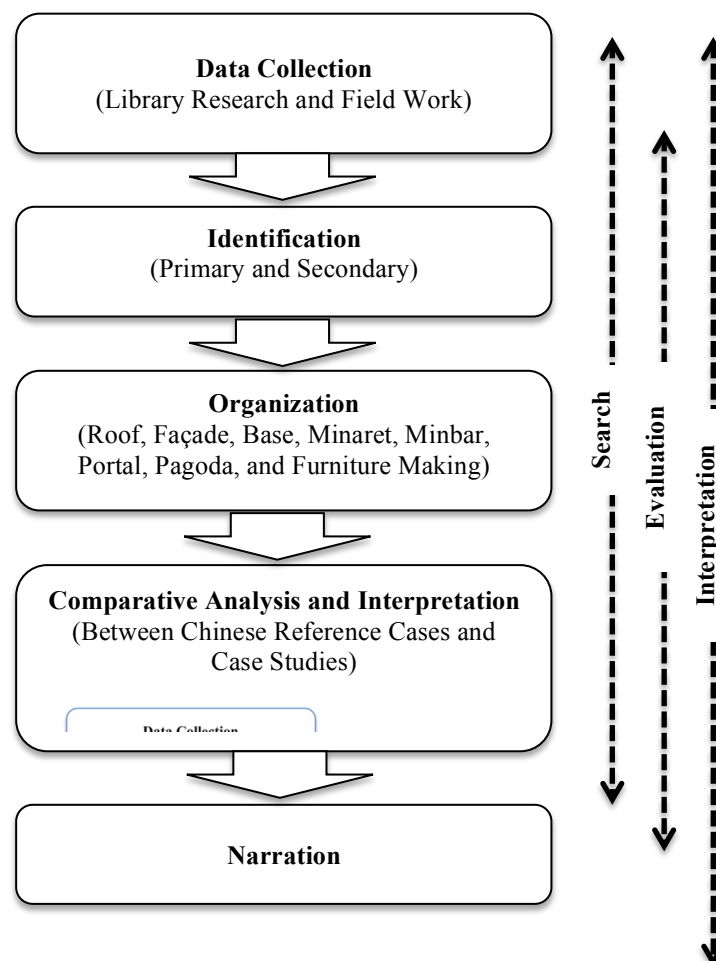 Data Collection
(Library Research and Field Work)
Identification
(Primary and Secondary)
Organization
(Roof, Façade, Base, Minaret, Minbar,
Portal, Pagoda, and Furniture Making)
Comparative Analysis and Interpretation
(Between Chinese Reference Cases and
Case Studies)
Data Collection
Narration
Search
Evaluation
Interpretation